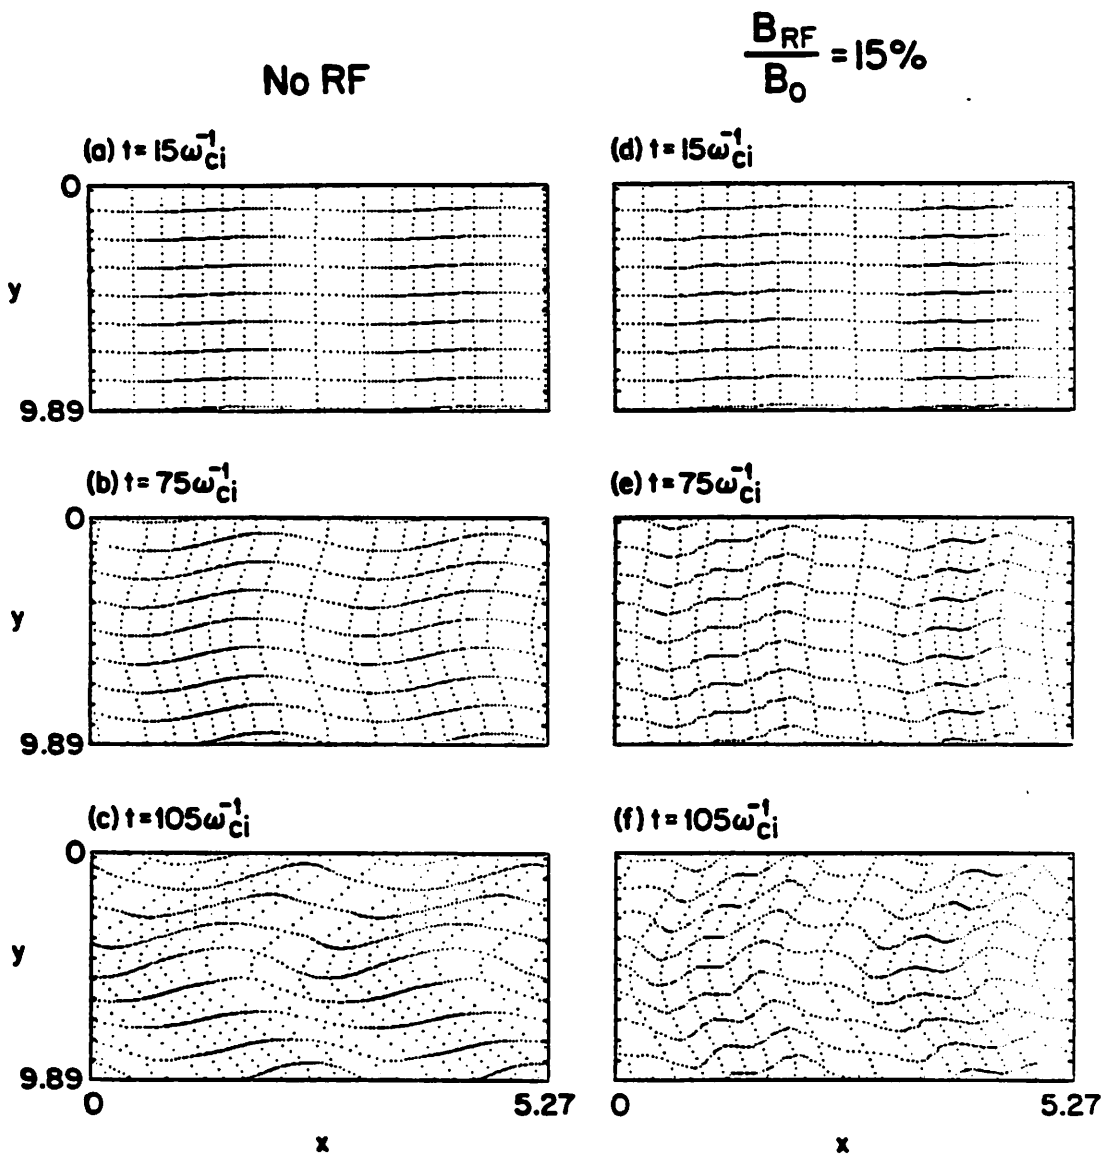 No RF
B_RF / B_0 = 15%
(a) t = 15ω_ci^-1
(d) t = 15ω_ci^-1
0
y
9.89
(b) t = 75ω_ci^-1
(e) t = 75ω_ci^-1
0
y
9.89
(c) t = 105ω_ci^-1
(f) t = 105ω_ci^-1
0
y
9.89
0
5.27
0
5.27
x
x